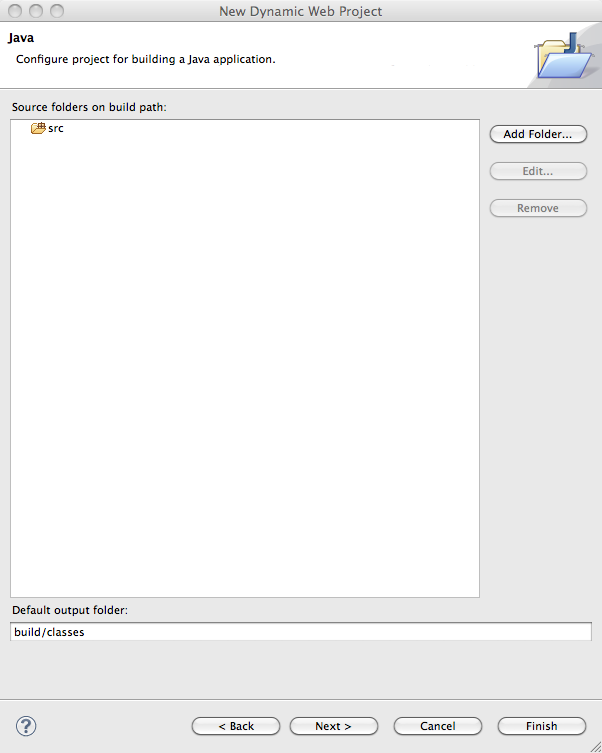 New Dynamic Web Project
Java
Configure project for building a Java application.
Source folders on build path:
src
Add Folder...
Edit...
Remove
Default output folder:
build/classes
?
< Back
Next >
Cancel
Finish